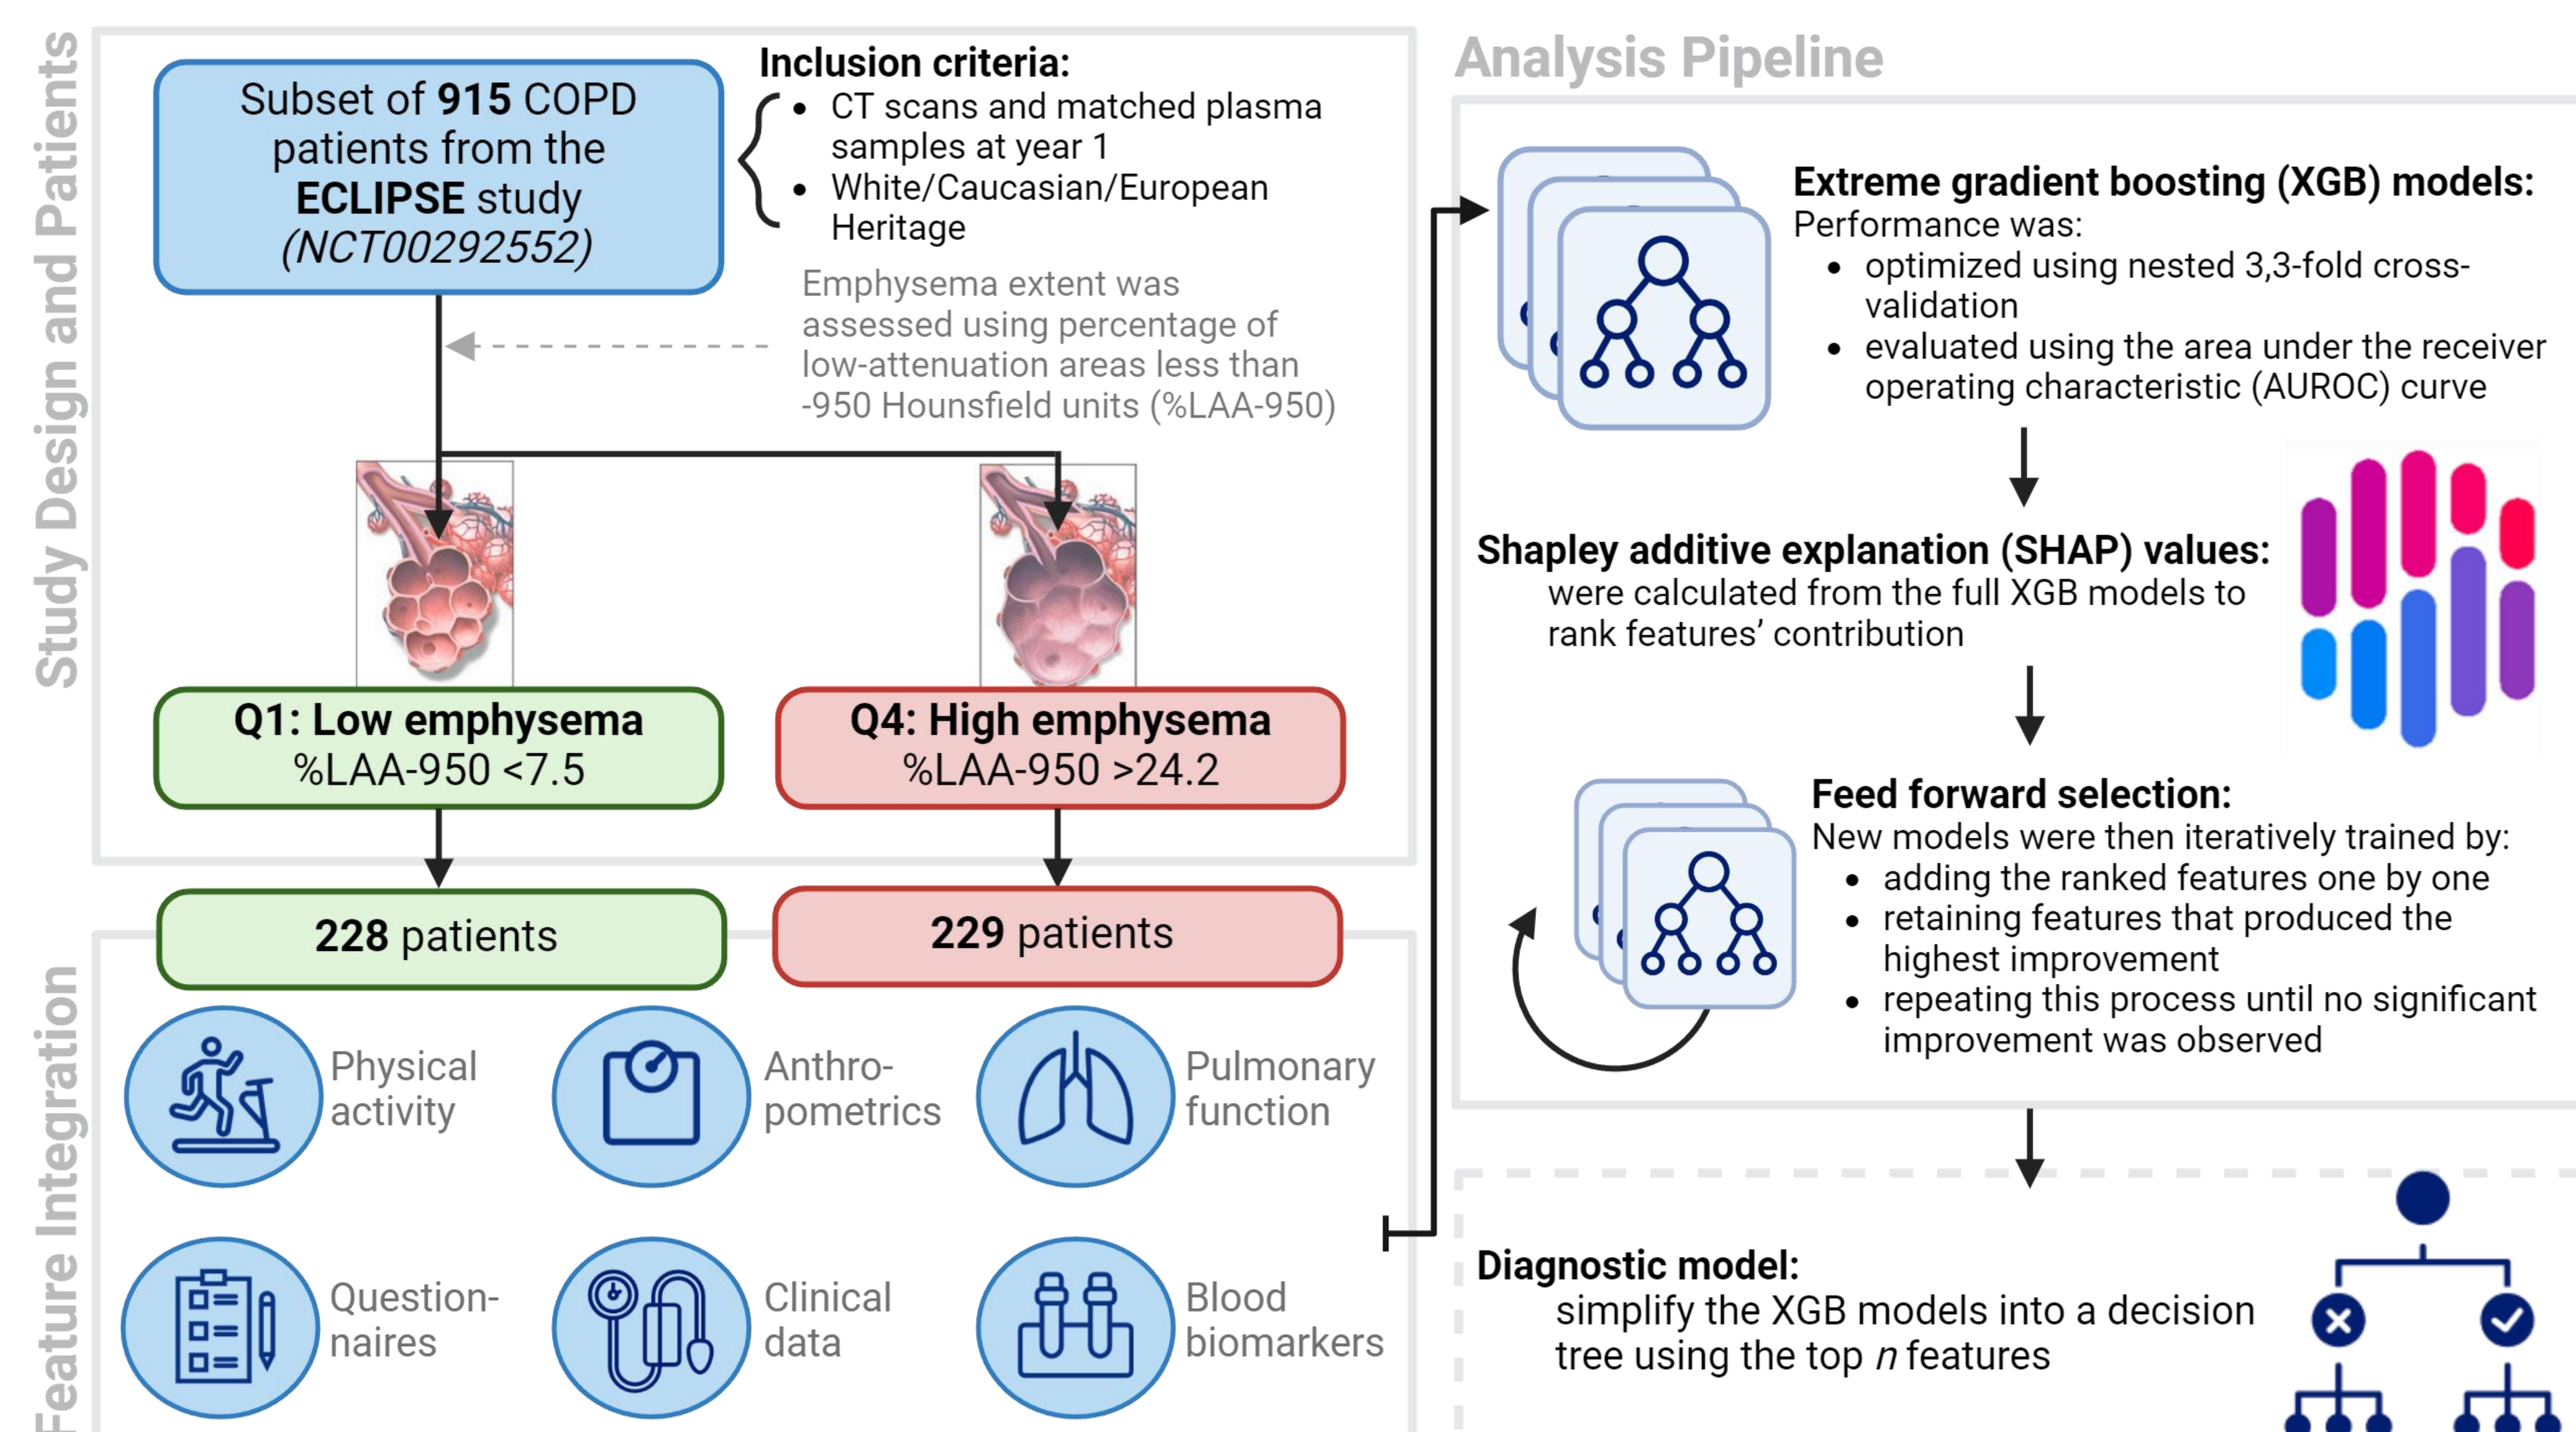 Study Design and Patients
Subset of 915 COPD
patients from the
ECLIPSE study
(NCT00292552)
Inclusion criteria:
• CT scans and matched plasma
samples at year 1
• White/Caucasian/European
Heritage
Emphysema extent was
assessed using percentage of
low-attenuation areas less than
-950 Hounsfield units (%LAA-950)
Q1: Low emphysema
%LAA-950 <7.5
Q4: High emphysema
%LAA-950 >24.2
228 patients
229 patients
Feature Integration
Physical
activity
Anthro-
pometrics
Pulmonary
function
Question-
naires
Clinical
data
Blood
biomarkers
Analysis Pipeline
Extreme gradient boosting (XGB) models:
Performance was:
• optimized using nested 3,3-fold cross-
validation
• evaluated using the area under the receiver
operating characteristic (AUROC) curve
Shapley additive explanation (SHAP) values:
were calculated from the full XGB models to
rank features’ contribution
Feed forward selection:
New models were then iteratively trained by:
• adding the ranked features one by one
• retaining features that produced the
highest improvement
• repeating this process until no significant
improvement was observed
Diagnostic model:
simplify the XGB models into a decision
tree using the top n features